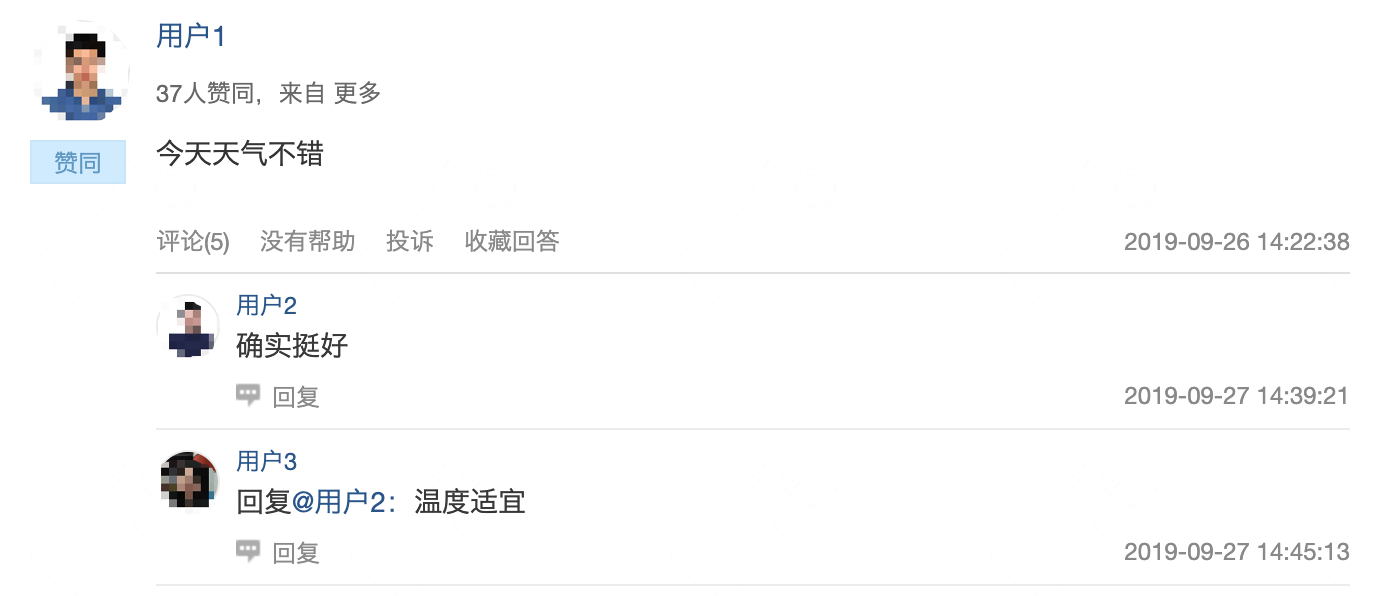 用户1
37人赞同，来自 更多
赞同
今天天气不错
评论(5) 没有帮助 投诉 收藏回答 2019-09-26 14:22:38
用户2
确实挺好
回复 2019-09-27 14:39:21
用户3
回复@用户2：温度适宜
回复 2019-09-27 14:45:13